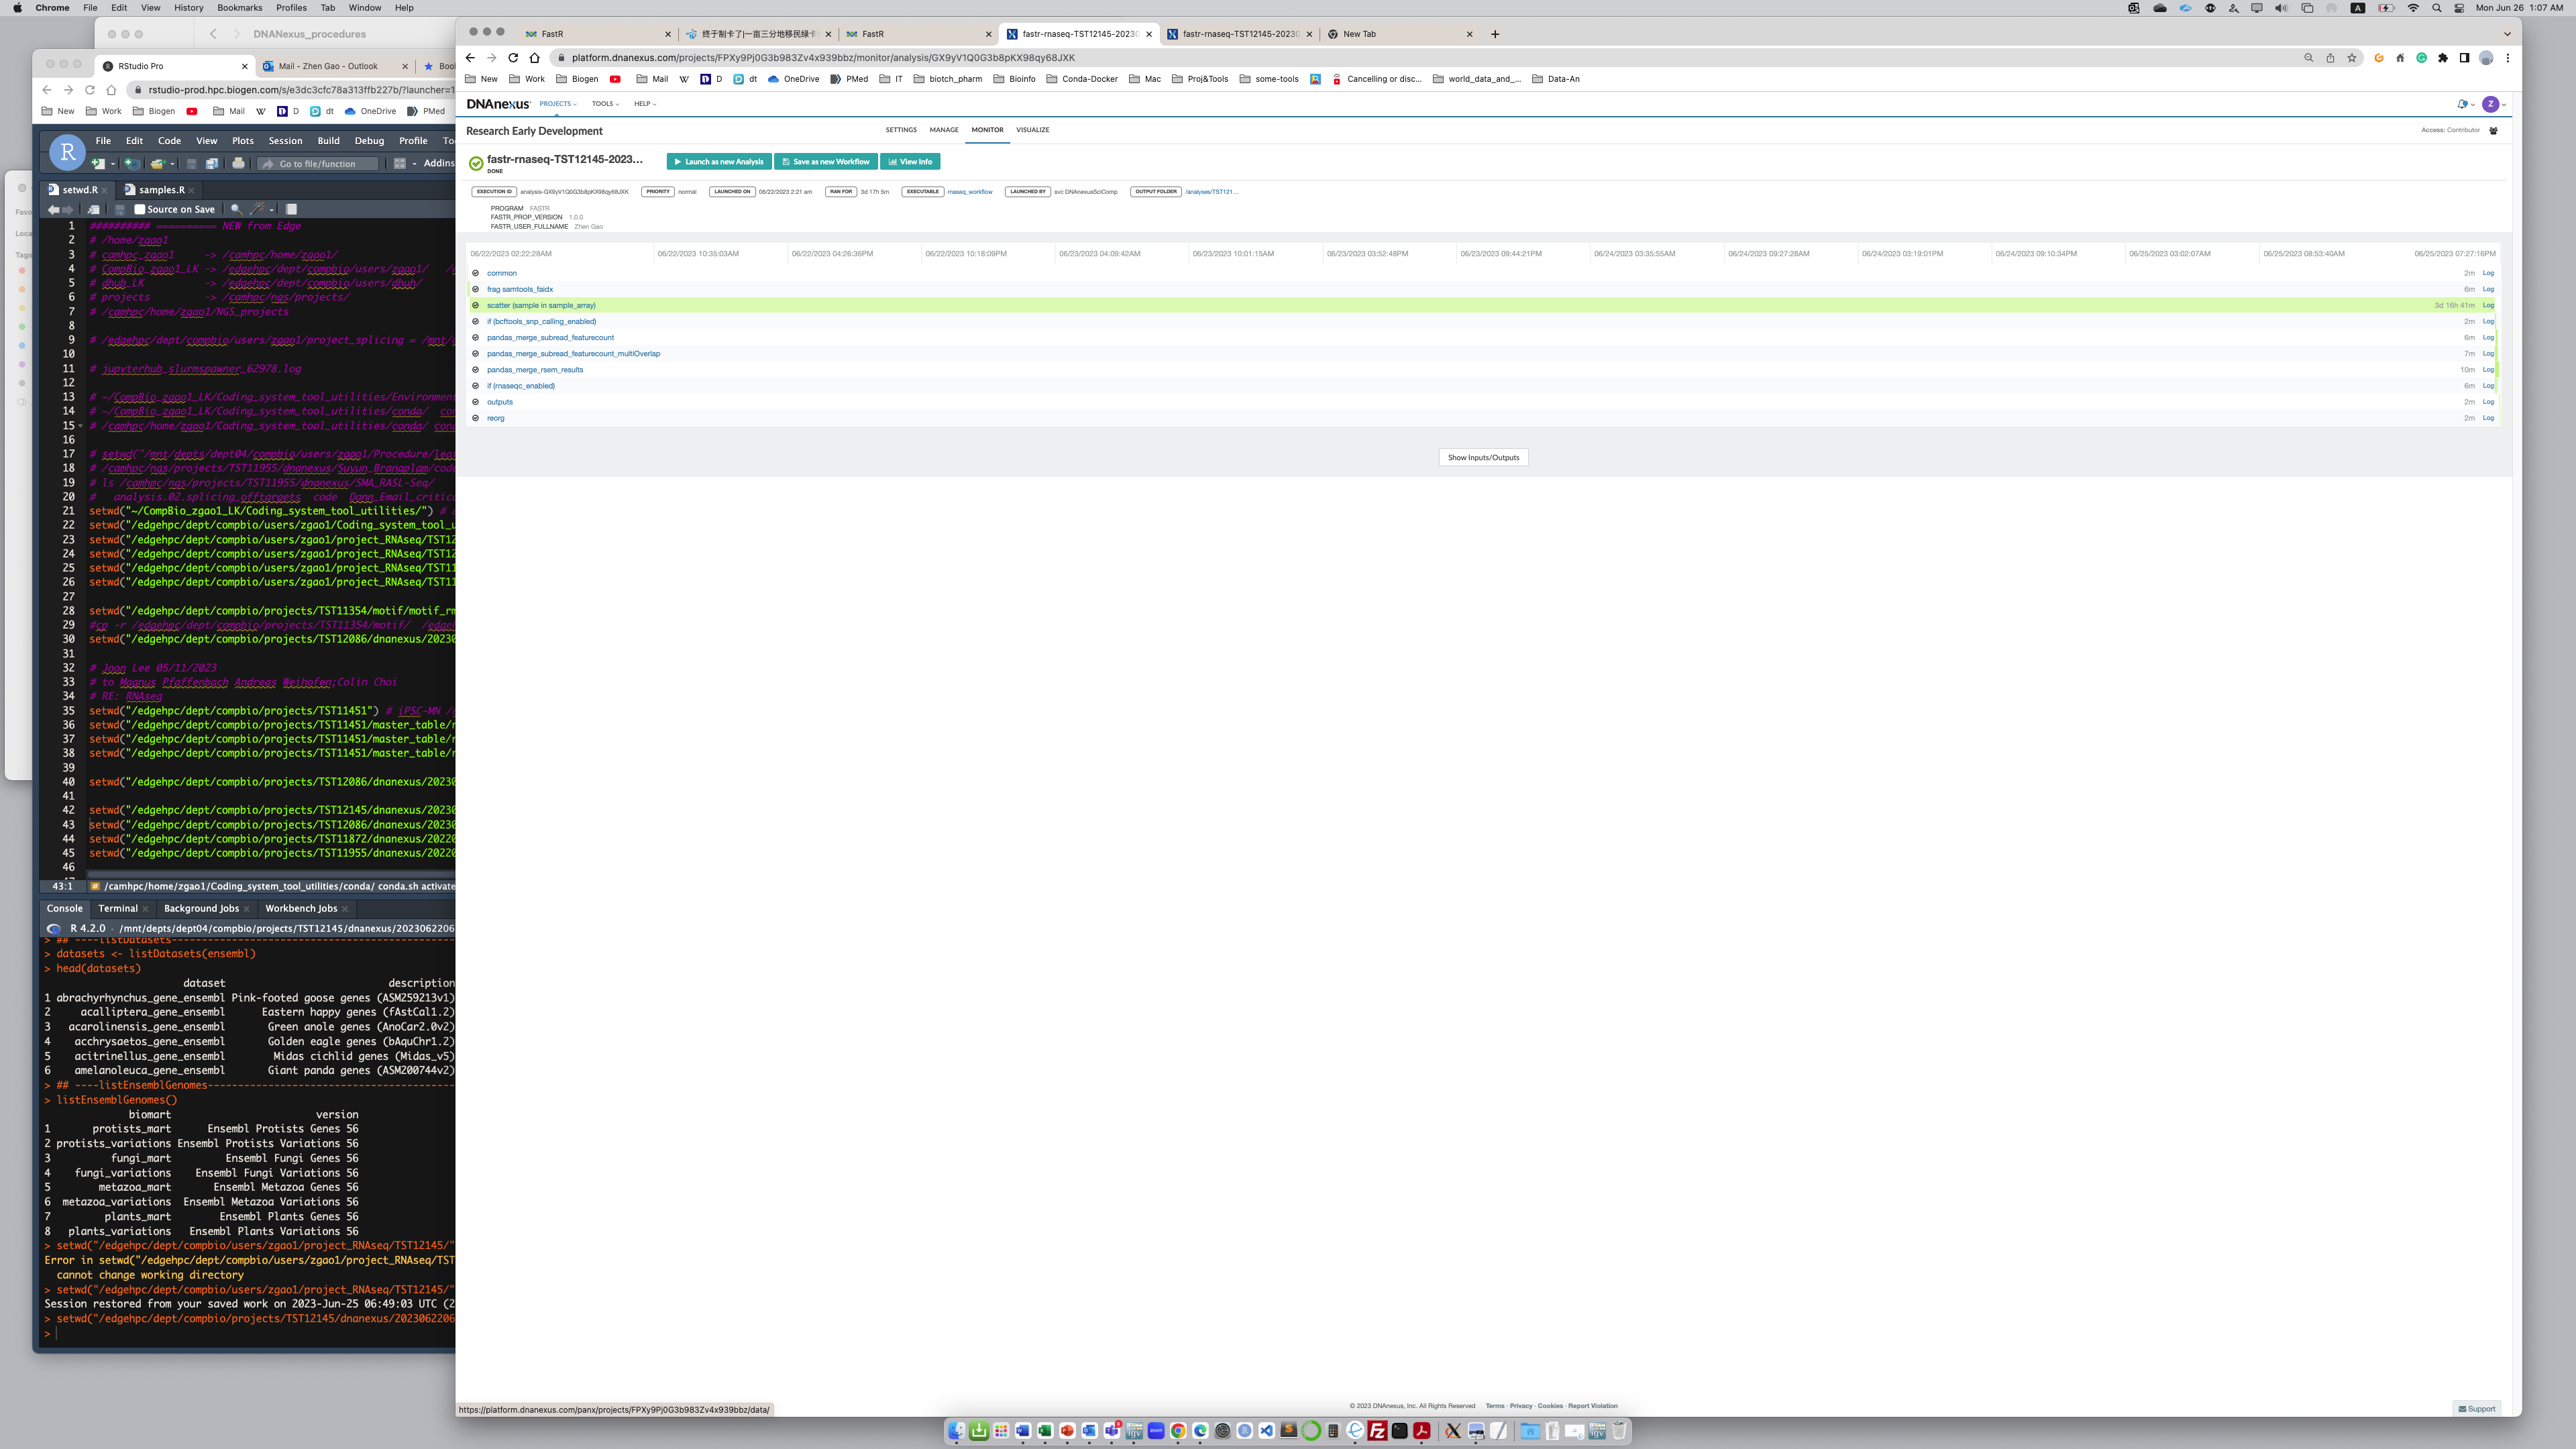 Chrome File Edit View History Bookmarks Profiles Tab Window Help
Mon Jun 26 1:07 AM
DNANexus_procedures
RStudio Pro
Mail - Zhen Gao - Outlook
rstudio-prod.hpc.biogen.com/s/e3dc3cfc78a313ffb227b/?launcher=1
New Work Biogen Mail W D dt OneDrive PMed
File Edit Code View Plots Session Build Debug Profile
Go to file/function
Addins
setwd.R
samples.R
Source on Save
1 ########## ========== NEW from Edge
2 # /home/zgao1
3 # camhpc_zgao1 -> /camhpc/home/zgao1/
4 # CompBio_zgao1_LK -> /edgehpc/dept/compbio/users/zgao1/
5 # dhub_LK -> /edgehpc/dept/compbio/users/dhuh/
6 # projects -> /camhpc/ngs/projects/
7 # /camhpc/home/zgao1/NGS_projects
8
9 # /edgehpc/dept/compbio/users/zgao1/project_splicing = /mnt/
10
11 # jupyterhub_slurmspawner_62978.log
12
13 # ~/CompBio_zgao1_LK/Coding_system_tool_utilities/Environmen
14 # ~/CompBio_zgao1_LK/Coding_system_tool_utilities/conda/ con
15 # /camhpc/home/zgao1/Coding_system_tool_utilities/conda/ cond
16
17 # setwd("/mnt/depts/dept04/compbio/users/zgao1/Procedure/lea
18 # /camhpc/ngs/projects/TST11955/dnanexus/Suyun_Branaplam/code
19 # ls /camhpc/ngs/projects/TST11955/dnanexus/SMA_RASL-Seq/
20 # analysis.02.splicing_offtargets code Dann_Email_critica
21 setwd("~/CompBio_zgao1_LK/Coding_system_tool_utilities/") #
22 setwd("/edgehpc/dept/compbio/users/zgao1/Coding_system_tool_u
23 setwd("/edgehpc/dept/compbio/users/zgao1/project_RNAseq/TST12
24 setwd("/edgehpc/dept/compbio/users/zgao1/project_RNAseq/TST12
25 setwd("/edgehpc/dept/compbio/users/zgao1/project_RNAseq/TST11
26 setwd("/edgehpc/dept/compbio/users/zgao1/project_RNAseq/TST11
27
28 setwd("/edgehpc/dept/compbio/projects/TST11354/motif/motif_rm
29 #cp -r /edgehpc/dept/compbio/projects/TST11354/motif/ /edgeh
30 setwd("/edgehpc/dept/compbio/projects/TST12086/dnanexus/20230
31
32 # Joon Lee 05/11/2023
33 # to Magnus Pfaffenbach Andreas Weihofen;Colin Choi
34 # RE: RNAseq
35 setwd("/edgehpc/dept/compbio/projects/TST11451") # iPSC-MN
36 setwd("/edgehpc/dept/compbio/projects/TST11451/master_table/r
37 setwd("/edgehpc/dept/compbio/projects/TST11451/master_table/r
38 setwd("/edgehpc/dept/compbio/projects/TST11451/master_table/r
39
40 setwd("/edgehpc/dept/compbio/projects/TST12086/dnanexus/20230
41
42 setwd("/edgehpc/dept/compbio/projects/TST12145/dnanexus/20230
43 setwd("/edgehpc/dept/compbio/projects/TST12086/dnanexus/20230
44 setwd("/edgehpc/dept/compbio/projects/TST11872/dnanexus/20220
45 setwd("/edgehpc/dept/compbio/projects/TST11955/dnanexus/20220
46
43:1 # /camhpc/home/zgao1/Coding_system_tool_utilities/conda/ conda.sh activate
Console Terminal Background Jobs Workbench Jobs
R 4.2.0 · /mnt/depts/dept04/compbio/projects/TST12145/dnanexus/2023062206
> ## ----listDatasets----
> datasets <- listDatasets(ensembl)
> head(datasets)
dataset description
1 abrachyrhynchus_gene_ensembl Pink-footed goose genes (ASM259213v1)
2 acalliptera_gene_ensembl Eastern happy genes (fAstCal1.2)
3 acarolinensis_gene_ensembl Green anole genes (AnoCar2.0v2)
4 acchrysaetos_gene_ensembl Golden eagle genes (bAquChr1.2)
5 acitrinellus_gene_ensembl Midas cichlid genes (Midas_v5)
6 amelanoleuca_gene_ensembl Giant panda genes (ASM200744v2)
> ## ----listEnsemblGenomes----
> listEnsemblGenomes()
biomart version
1 protists_mart Ensembl Protists Genes 56
2 protists_variations Ensembl Protists Variations 56
3 fungi_mart Ensembl Fungi Genes 56
4 fungi_variations Ensembl Fungi Variations 56
5 metazoa_mart Ensembl Metazoa Genes 56
6 metazoa_variations Ensembl Metazoa Variations 56
7 plants_mart Ensembl Plants Genes 56
8 plants_variations Ensembl Plants Variations 56
> setwd("/edgehpc/dept/compbio/users/zgao1/project_RNAseq/TST12145/"
Error in setwd("/edgehpc/dept/compbio/users/zgao1/project_RNAseq/TST
cannot change working directory
> setwd("/edgehpc/dept/compbio/users/zgao1/project_RNAseq/TST12145/"
Session restored from your saved work on 2023-Jun-25 06:49:03 UTC (2
> setwd("/edgehpc/dept/compbio/projects/TST12145/dnanexus/2023062206
>
FastR
终于制卡了|一亩三分地移民绿卡
FastR
fastr-rnaseq-TST12145-20230
fastr-rnaseq-TST12145-20230
New Tab
platform.dnanexus.com/projects/FPXy9Pj0G3b983Zv4x939bbz/monitor/analysis/GX9yV1Q0G3b8pKX98qy68JXK
New Work Biogen Mail W D dt OneDrive PMed IT biotch_pharm Bioinfo Conda-Docker Mac Proj&Tools some-tools Cancelling or disc... world_data_and_... Data-An
DNAnexus PROJECTS TOOLS HELP
Z
Research Early Development
SETTINGS MANAGE MONITOR VISUALIZE
Access: Contributor
fastr-rnaseq-TST12145-2023...
DONE
Launch as new Analysis
Save as new Workflow
View Info
EXECUTION ID analysis-GX9yV1Q0G3b8pKX98qy68JXK PRIORITY normal LAUNCHED ON 06/22/2023 2:21 am RAN FOR 3d 17h 5m EXECUTABLE rnaseq_workflow LAUNCHED BY svc DNAnexusSciComp OUTPUT FOLDER /analyses/TST121...
PROGRAM FASTR
FASTR_PROP_VERSION 1.0.0
FASTR_USER_FULLNAME Zhen Gao
06/22/2023 02:22:28AM 06/22/2023 10:35:03AM 06/22/2023 04:26:36PM 06/22/2023 10:18:09PM 06/23/2023 04:09:42AM 06/23/2023 10:01:15AM 06/23/2023 03:52:48PM 06/23/2023 09:44:21PM 06/24/2023 03:35:55AM 06/24/2023 09:27:28AM 06/24/2023 03:19:01PM 06/24/2023 09:10:34PM 06/25/2023 03:02:07AM 06/25/2023 08:53:40AM 06/25/2023 07:27:16PM
common 2m Log
frag samtools_faidx 6m Log
scatter (sample in sample_array) 3d 16h 41m Log
if (bcftools_snp_calling_enabled) 2m Log
pandas_merge_subread_featurecount 6m Log
pandas_merge_subread_featurecount_multiOverlap 7m Log
pandas_merge_rsem_results 10m Log
if (rnaseqc_enabled) 6m Log
outputs 2m Log
reorg 2m Log
Show Inputs/Outputs
https://platform.dnanexus.com/panx/projects/FPXy9Pj0G3b983Zv4x939bbz/data/
© 2023 DNAnexus, Inc. All Rights Reserved Terms · Privacy · Cookies · Report Violation
Support